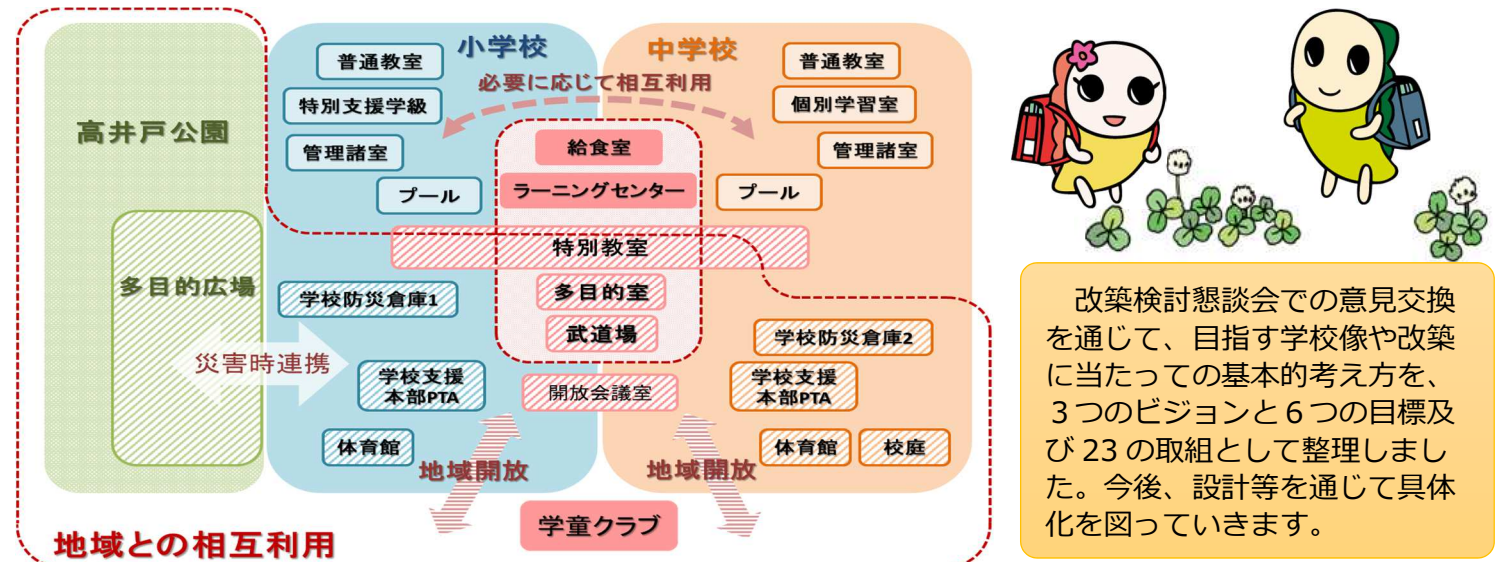 小学校
中学校
普通教室
普通教室
必要に応じて相互利用
特別支援学級
個別学習室
高井戸公園
給食室
管理諸室
管理諸室
ラーニングセンター
プール
プール
特別教室
多目的広場
学校防災倉庫1
多目的室
武道場
学校防災倉庫2
災害時連携
学校支援
本部PTA
開放会議室
学校支援
本部PTA
体育館
体育館
校庭
地域開放
地域開放
学童クラブ
地域との相互利用
改築検討懇談会での意見交換
を通じて、目指す学校像や改築
に当たっての基本的考え方を、
３つのビジョンと６つの目標及
び 23 の取組として整理しまし
た。今後、設計等を通じて具体
化を図っていきます。